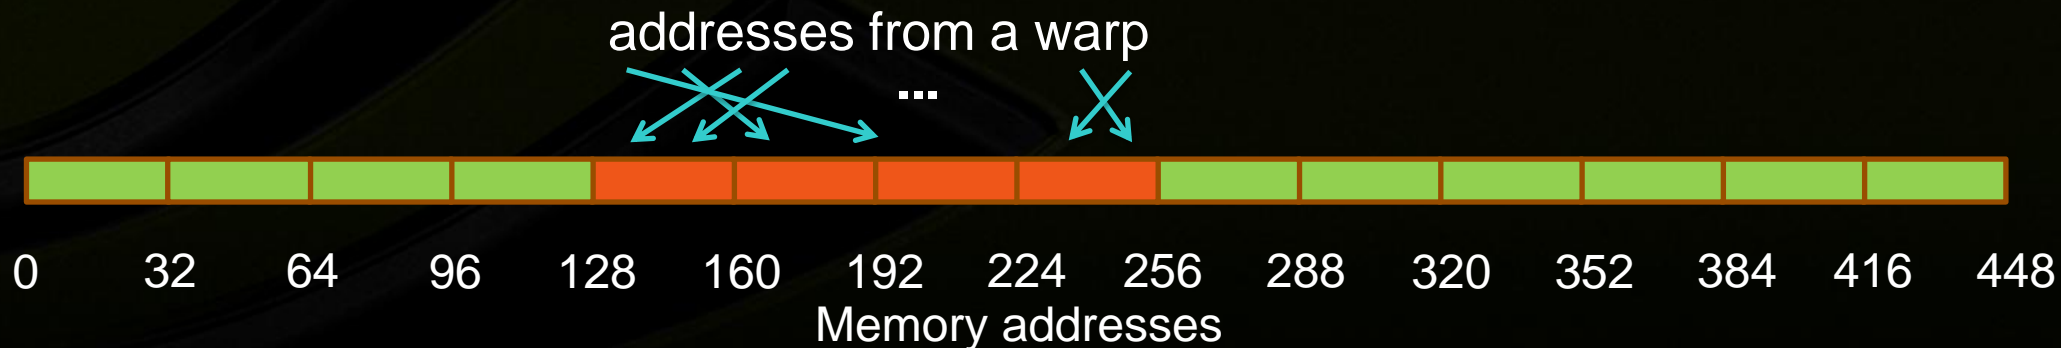 addresses from a warp
...
0 32 64 96 128 160 192 224 256 288 320 352 384 416 448
Memory addresses